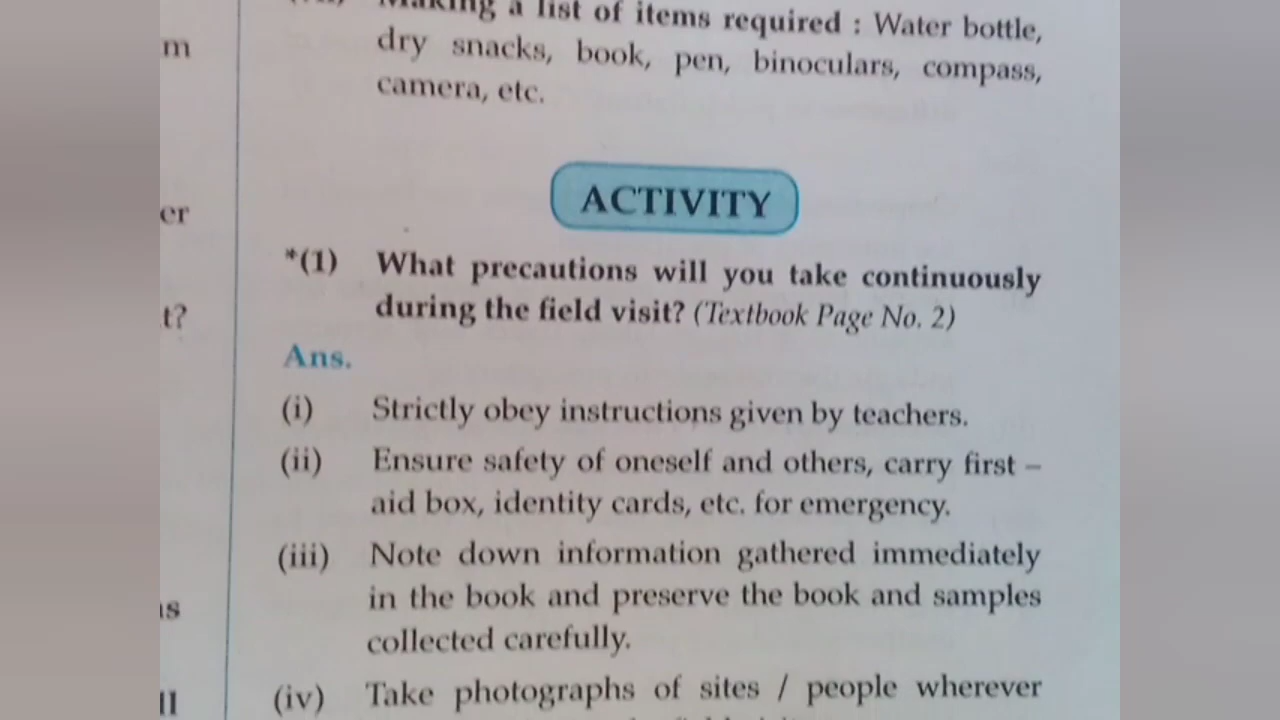 m
er
t?
Making a list of items required : Water bottle,
dry snacks, book, pen, binoculars, compass,
camera, etc.
ACTIVITY
*(1) What precautions will you take continuously
during the field visit? (Textbook Page No. 2)
Ans.
(i) Strictly obey instructions given by teachers.
(ii) Ensure safety of oneself and others, carry first –
aid box, identity cards, etc. for emergency.
(iii) Note down information gathered immediately
in the book and preserve the book and samples
collected carefully.
(iv) Take photographs of sites / people wherever